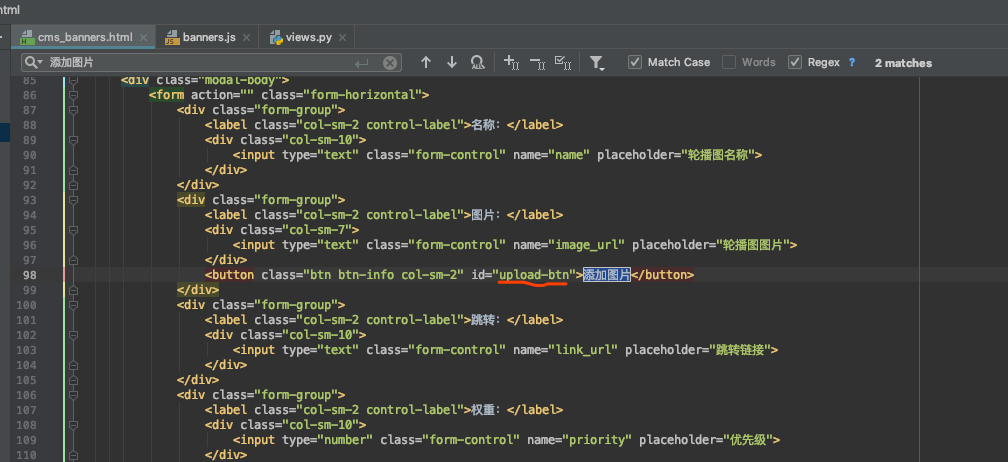 html
cms_banners.html × banners.js × views.py ×
添加图片 Match Case Words Regex ? 2 matches
85 <div class="modal-body">
86 <form action="" class="form-horizontal">
87 <div class="form-group">
88 <label class="col-sm-2 control-label">名称：</label>
89 <div class="col-sm-10">
90 <input type="text" class="form-control" name="name" placeholder="轮播图名称">
91 </div>
92 </div>
93 <div class="form-group">
94 <label class="col-sm-2 control-label">图片：</label>
95 <div class="col-sm-7">
96 <input type="text" class="form-control" name="image_url" placeholder="轮播图图片">
97 </div>
98 <button class="btn btn-info col-sm-2" id="upload-btn">添加图片</button>
99 </div>
100 <div class="form-group">
101 <label class="col-sm-2 control-label">跳转：</label>
102 <div class="col-sm-10">
103 <input type="text" class="form-control" name="link_url" placeholder="跳转链接">
104 </div>
105 </div>
106 <div class="form-group">
107 <label class="col-sm-2 control-label">权重：</label>
108 <div class="col-sm-10">
109 <input type="number" class="form-control" name="priority" placeholder="优先级">
110 </div>